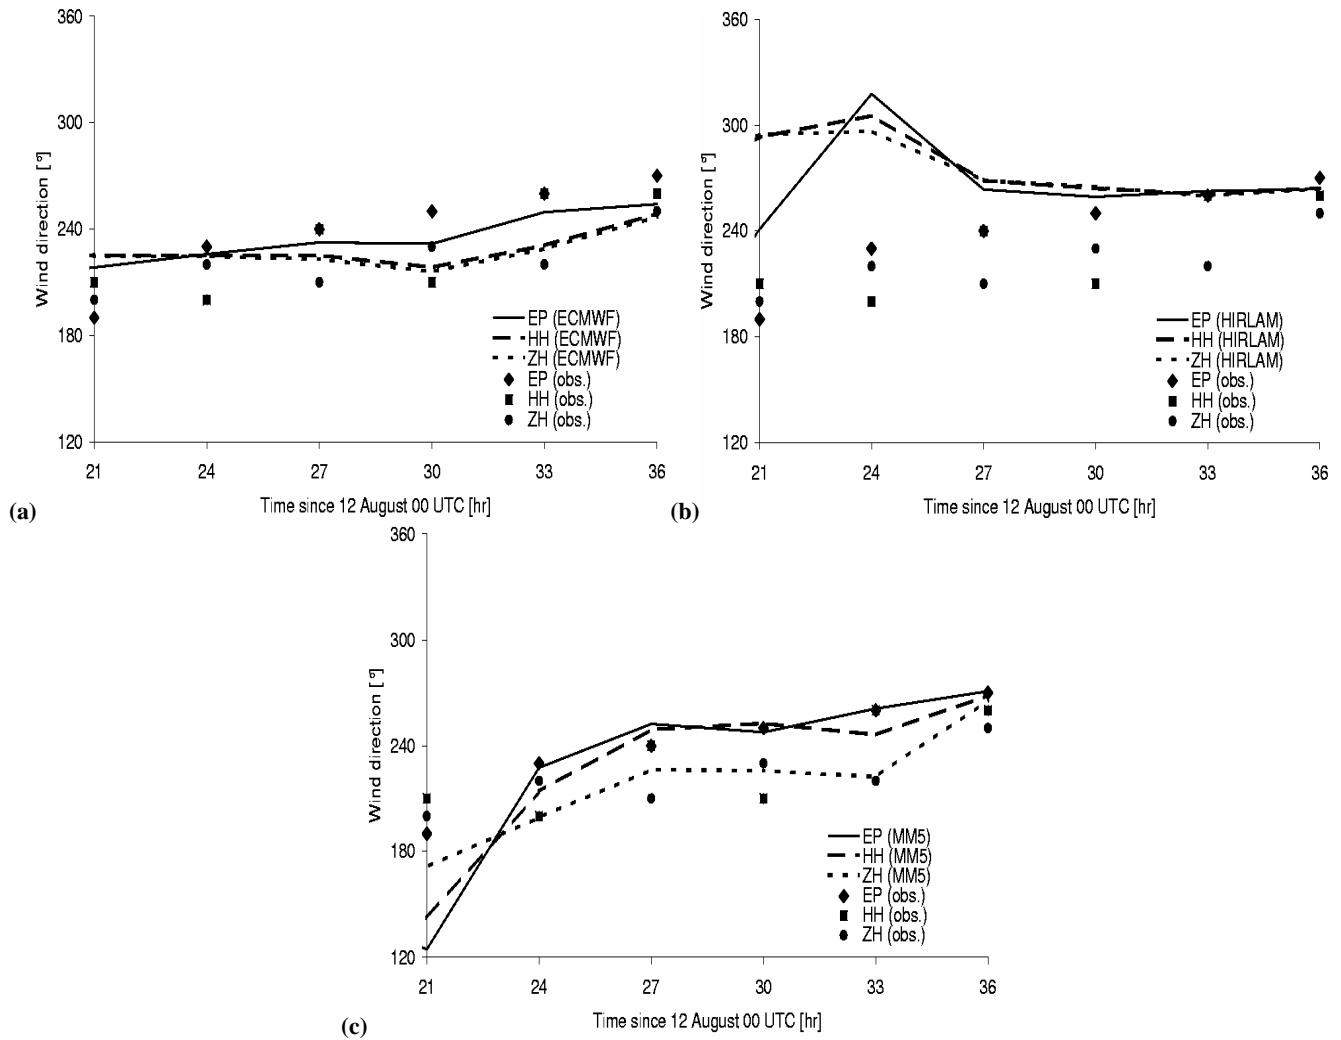 360
300
240
180
120
Wind direction [º]
21 24 27 30 33 36
Time since 12 August 00 UTC [hr]
EP (ECMWF)
HH (ECMWF)
ZH (ECMWF)
EP (obs.)
HH (obs.)
ZH (obs.)
(a)
360
300
240
180
120
Wind direction [º]
21 24 27 30 33 36
Time since 12 August 00 UTC [hr]
EP (HIRLAM)
HH (HIRLAM)
ZH (HIRLAM)
EP (obs.)
HH (obs.)
ZH (obs.)
(b)
360
300
240
180
120
Wind direction [º]
21 24 27 30 33 36
Time since 12 August 00 UTC [hr]
EP (MM5)
HH (MM5)
ZH (MM5)
EP (obs.)
HH (obs.)
ZH (obs.)
(c)